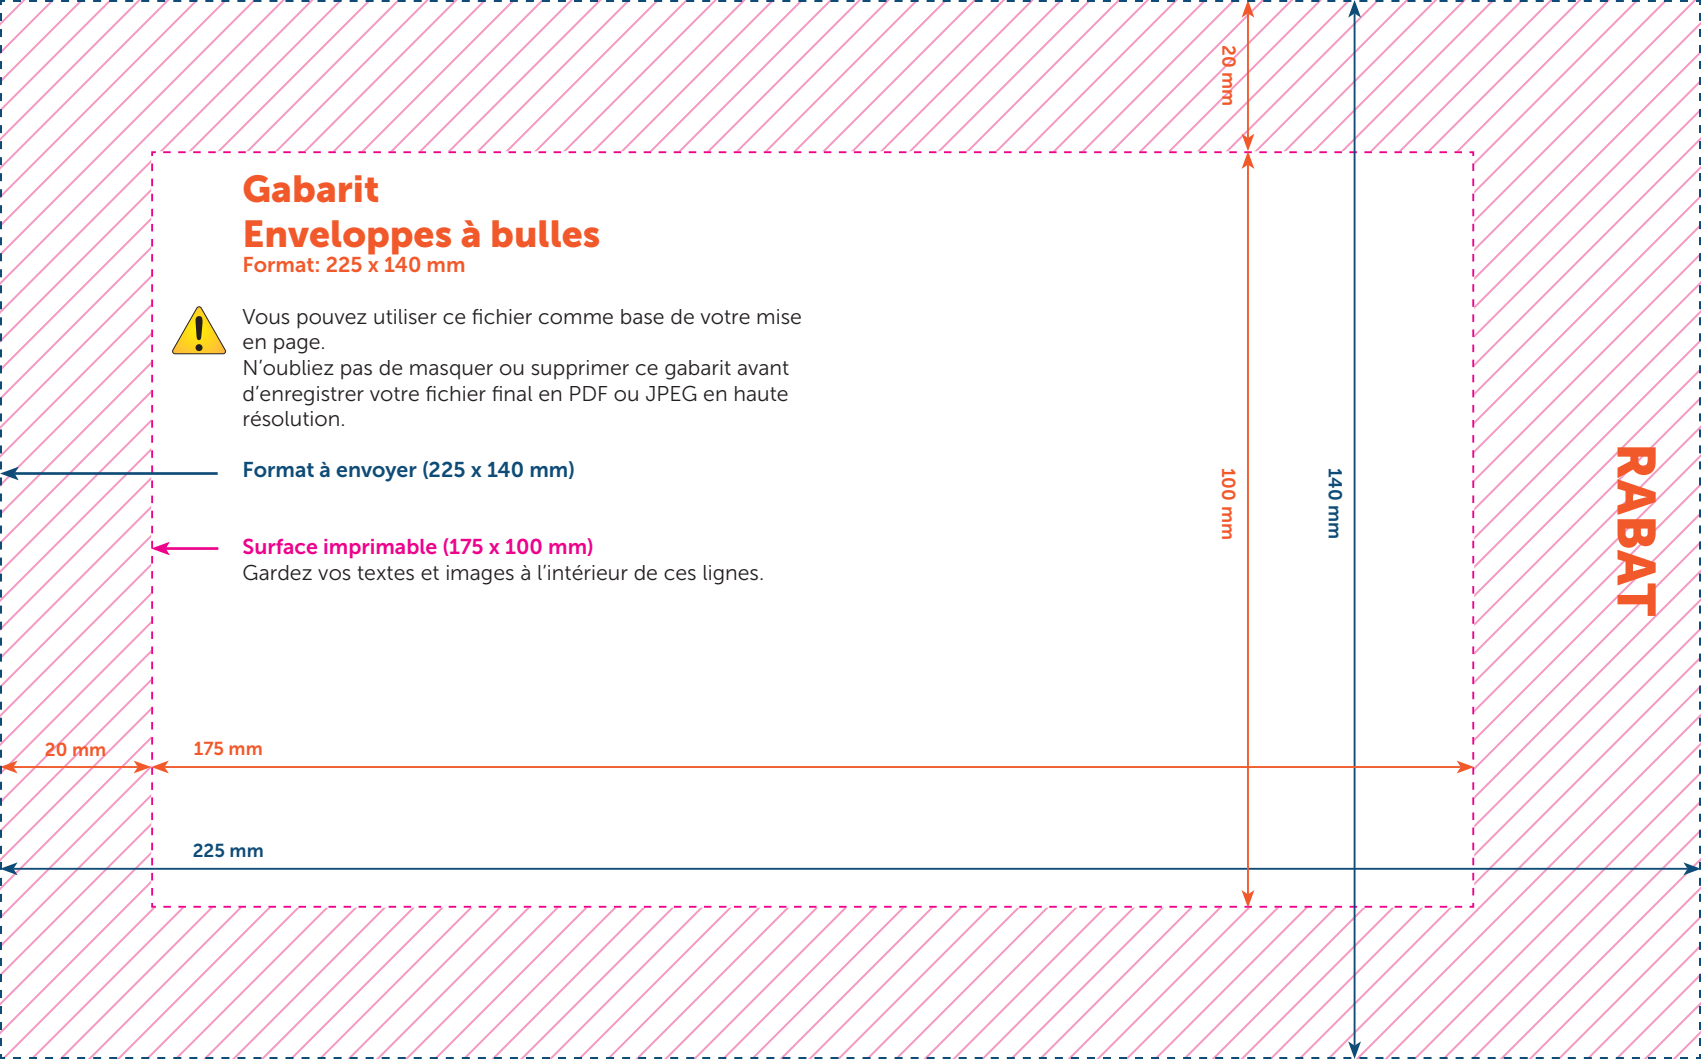 20 mm
Gabarit
Enveloppes à bulles
Format: 225 x 140 mm
Vous pouvez utiliser ce fichier comme base de votre mise
en page.
N’oubliez pas de masquer ou supprimer ce gabarit avant
d’enregistrer votre fichier final en PDF ou JPEG en haute
résolution.
Format à envoyer (225 x 140 mm)
100 mm
140 mm
RABAT
Surface imprimable (175 x 100 mm)
Gardez vos textes et images à l’intérieur de ces lignes.
20 mm
175 mm
225 mm